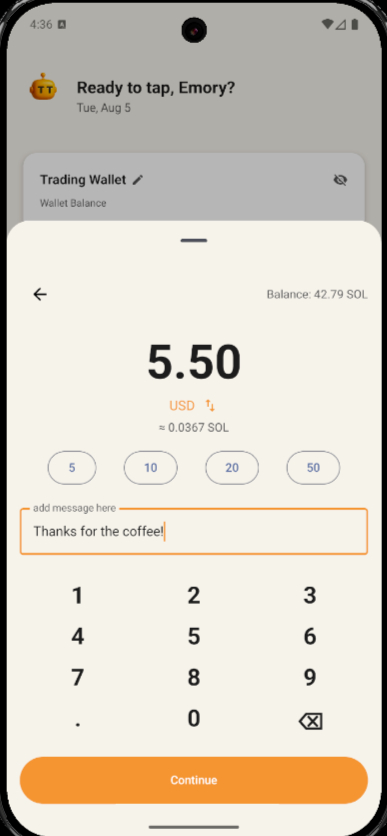 4:36
TT
Ready to tap, Emory?
Tue, Aug 5
Trading Wallet
Wallet Balance
Balance: 42.79 SOL
5.50
USD
≈ 0.0367 SOL
5 10 20 50
add message here
Thanks for the coffee!
1 2 3
4 5 6
7 8 9
. 0
Continue